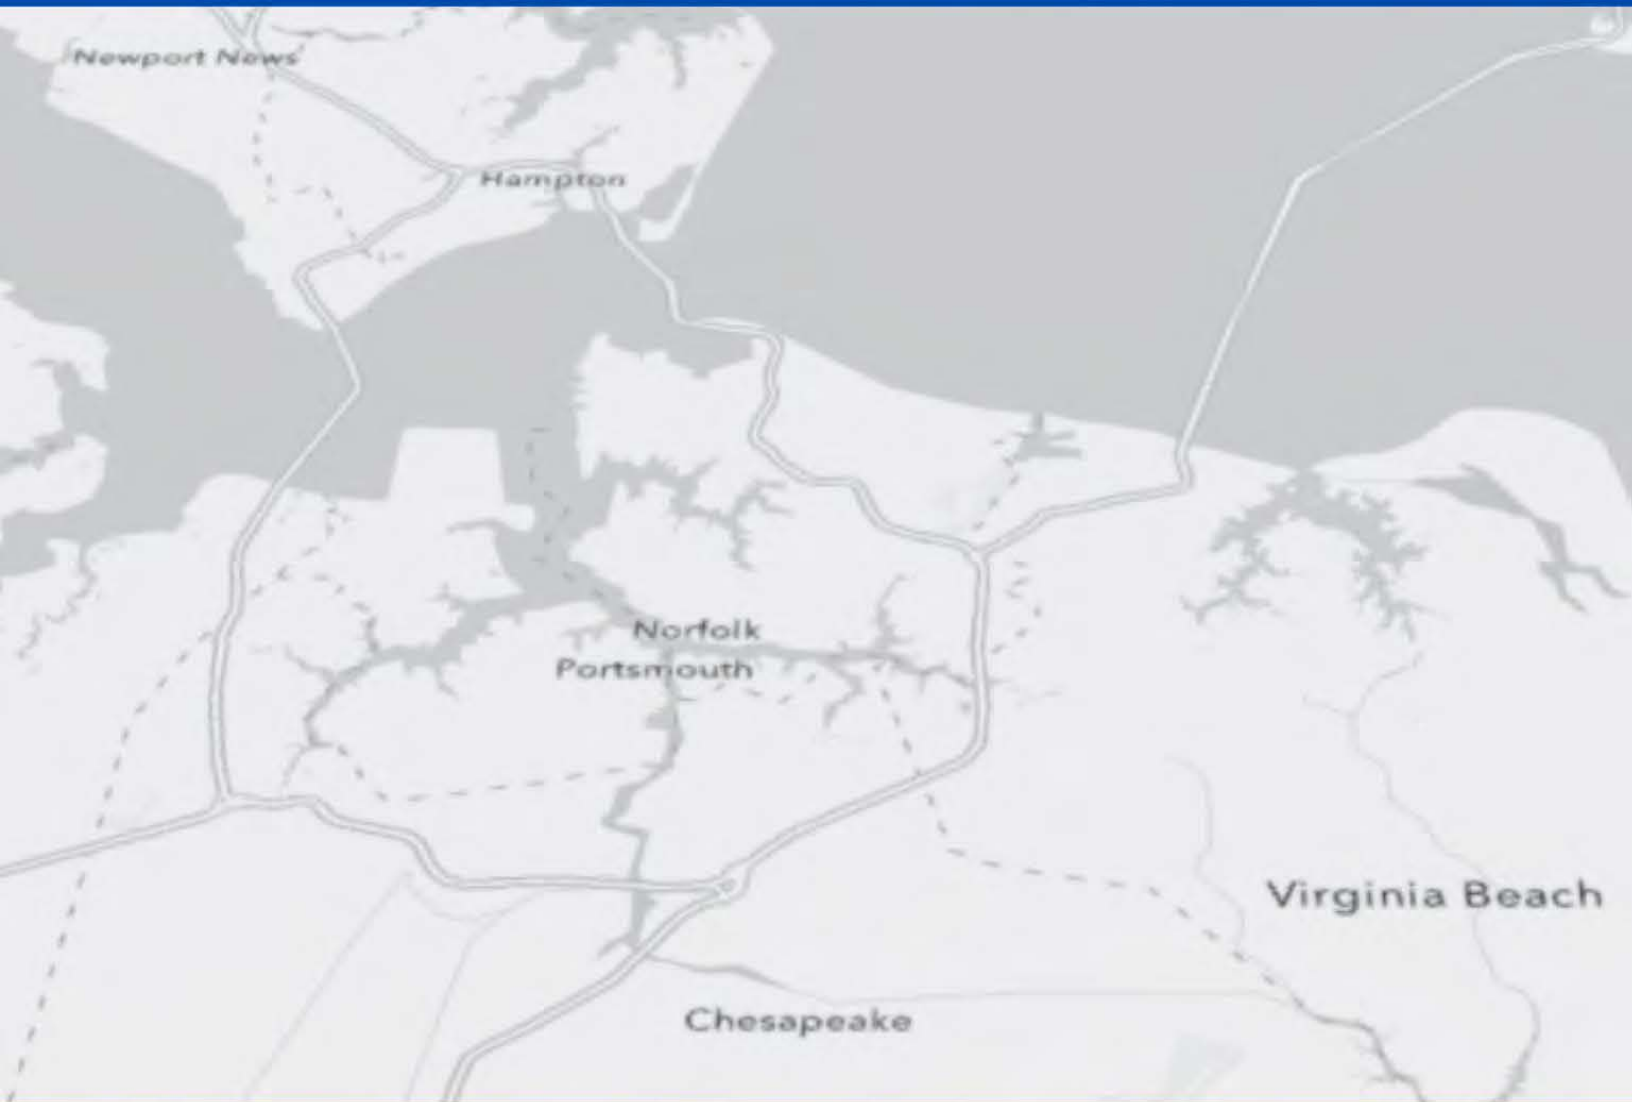 Newport News
Hampton
Norfolk
Portsmouth
Virginia Beach
Chesapeake